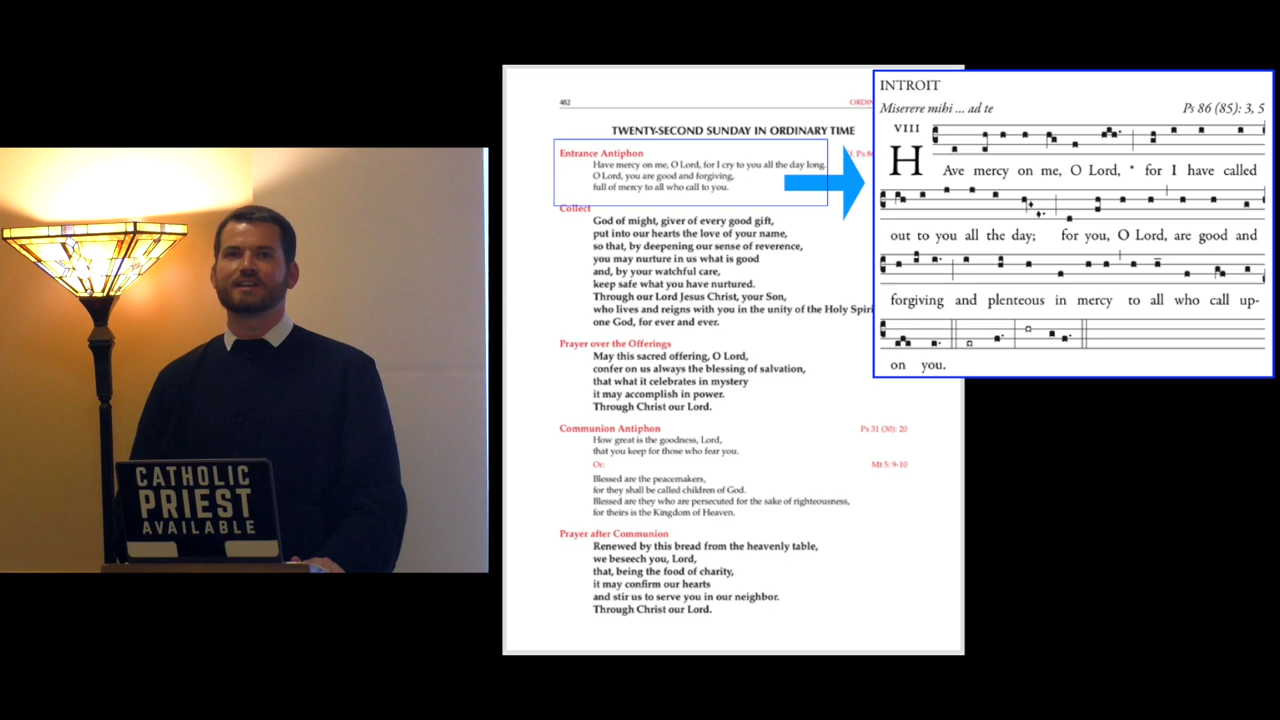 CATHOLIC
PRIEST
AVAILABLE
482
TWENTY-SECOND SUNDAY IN ORDINARY TIME
Entrance Antiphon
Have mercy on me, O Lord, for I cry to you all the day long.
O Lord, you are good and forgiving,
full of mercy to all who call to you.
Collect
God of might, giver of every good gift,
put into our hearts the love of your name,
so that, by deepening our sense of reverence,
you may nurture in us what is good
and, by your watchful care,
keep safe what you have nurtured.
Through our Lord Jesus Christ, your Son,
who lives and reigns with you in the unity of the Holy Spiri
one God, for ever and ever.
Prayer over the Offerings
May this sacred offering, O Lord,
confer on us always the blessing of salvation,
that what it celebrates in mystery
it may accomplish in power.
Through Christ our Lord.
Communion Antiphon Ps 31 (30): 20
How great is the goodness, Lord,
that you keep for those who fear you.
Or: Mt 5: 9-10
Blessed are the peacemakers,
for they shall be called children of God.
Blessed are they who are persecuted for the sake of righteousness,
for theirs is the Kingdom of Heaven.
Prayer after Communion
Renewed by this bread from the heavenly table,
we beseech you, Lord,
that, being the food of charity,
it may confirm our hearts
and stir us to serve you in our neighbor.
Through Christ our Lord.
INTROIT
Miserere mihi ... ad te Ps 86 (85): 3, 5
VIII
HAve mercy on me, O Lord, * for I have called
out to you all the day; for you, O Lord, are good and
forgiving and plenteous in mercy to all who call up-
on you.